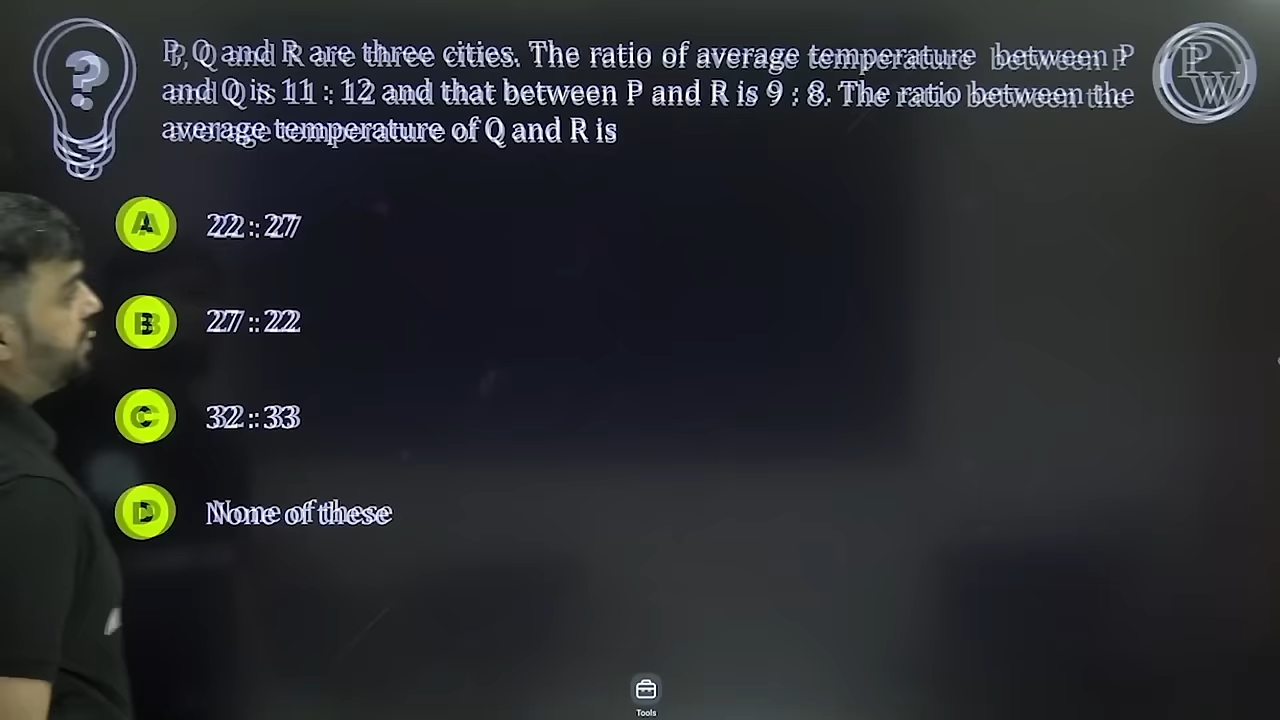 P, Q and R are three cities. The ratio of average temperature between P
and Q is 11 : 12 and that between P and R is 9 : 8. The ratio between the
average temperature of Q and R is
A 22 : 27
B 27 : 22
C 32 : 33
D None of these
PW
Tools